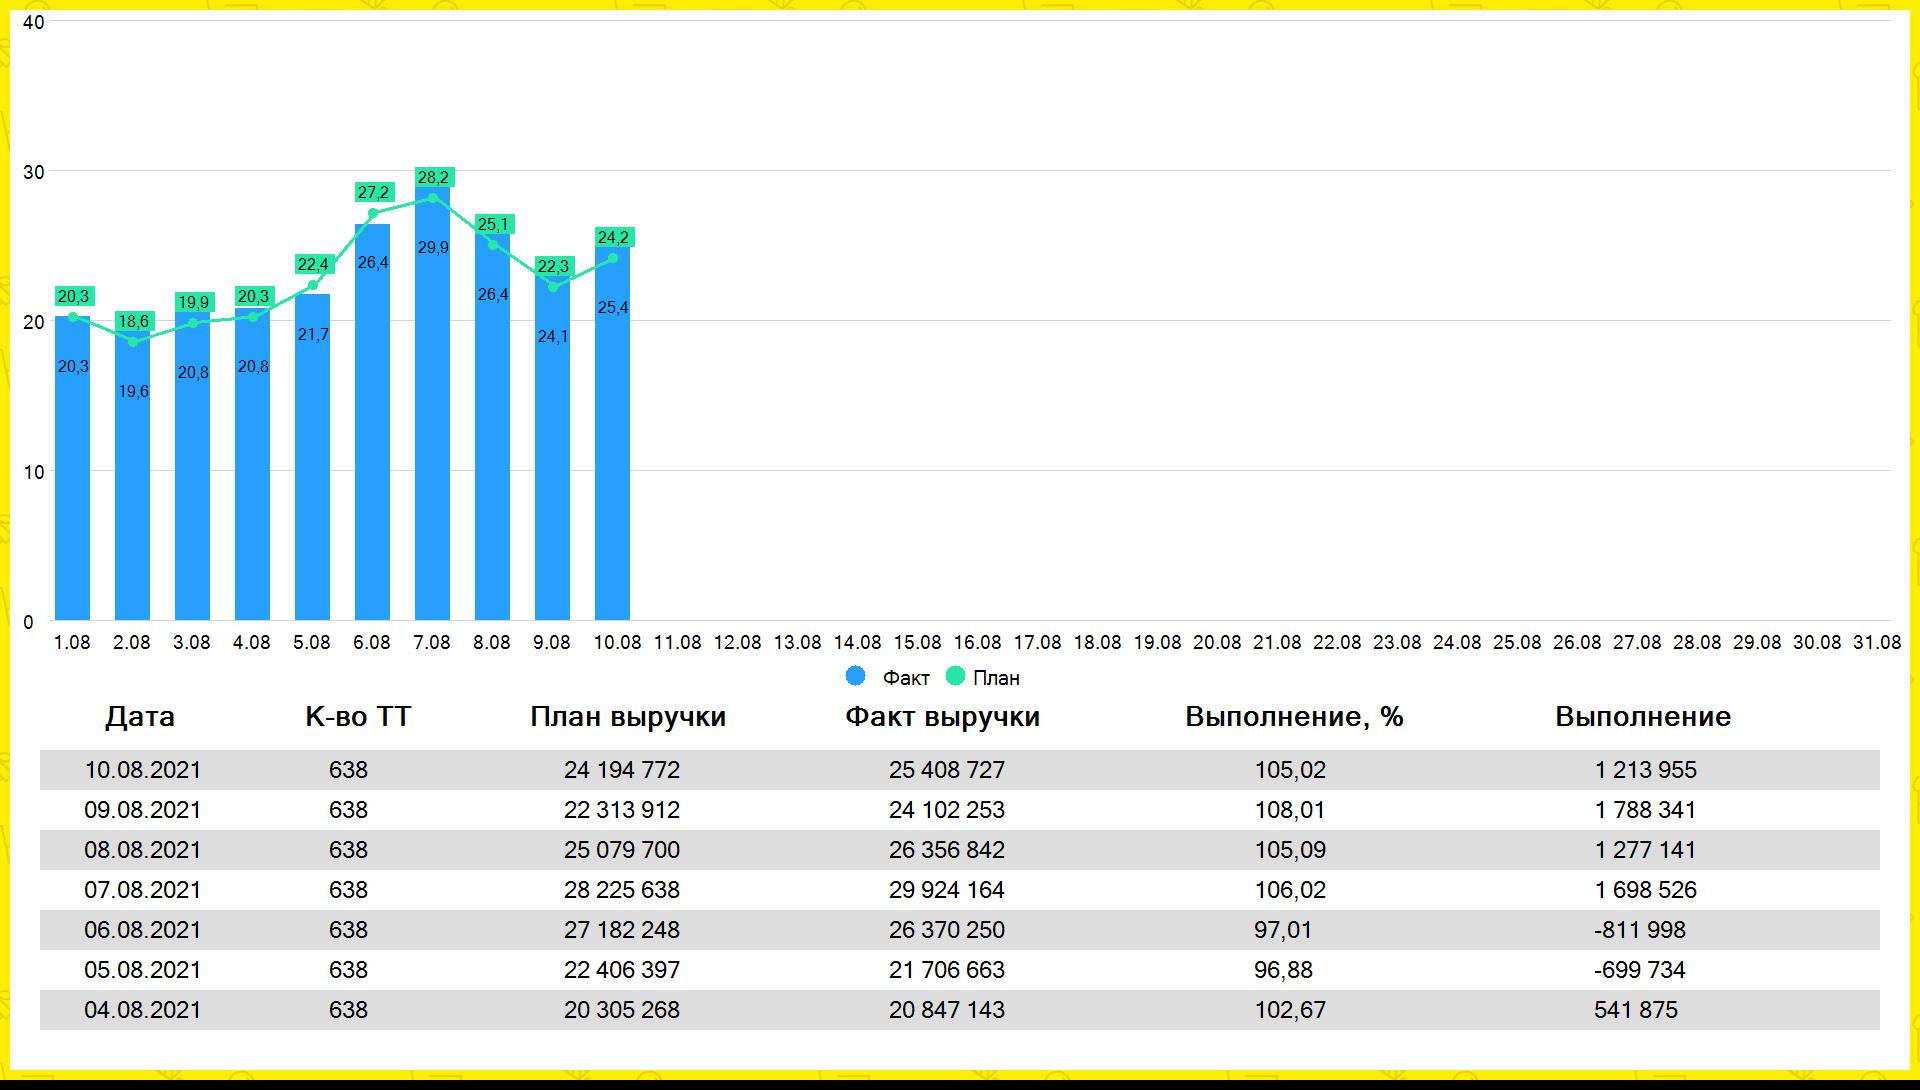 40
30
20
10
0
20,3 18,6 19,9 20,3 22,4 27,2 28,2 25,1 22,3 24,2
20,3 19,6 20,8 20,8 21,7 26,4 29,9 26,4 24,1 25,4
1.08 2.08 3.08 4.08 5.08 6.08 7.08 8.08 9.08 10.08 11.08 12.08 13.08 14.08 15.08 16.08 17.08 18.08 19.08 20.08 21.08 22.08 23.08 24.08 25.08 26.08 27.08 28.08 29.08 30.08 31.08
Факт План
Дата К-во ТТ План выручки Факт выручки Выполнение, % Выполнение
10.08.2021 638 24 194 772 25 408 727 105,02 1 213 955
09.08.2021 638 22 313 912 24 102 253 108,01 1 788 341
08.08.2021 638 25 079 700 26 356 842 105,09 1 277 141
07.08.2021 638 28 225 638 29 924 164 106,02 1 698 526
06.08.2021 638 27 182 248 26 370 250 97,01 -811 998
05.08.2021 638 22 406 397 21 706 663 96,88 -699 734
04.08.2021 638 20 305 268 20 847 143 102,67 541 875